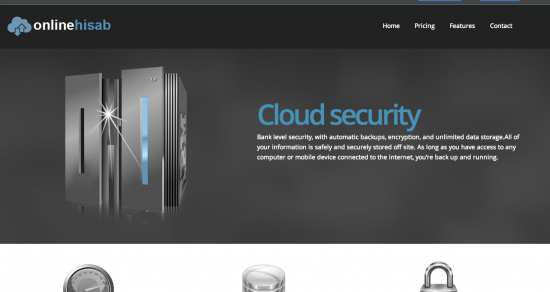 onlinehisab
Home Pricing Features Contact
Cloud security
Bank level security, with automatic backups, encryption, and unlimited data storage.All of
your information is safely and securely stored off site. As long as you have access to any
computer or mobile device connected to the internet, you're back up and running.